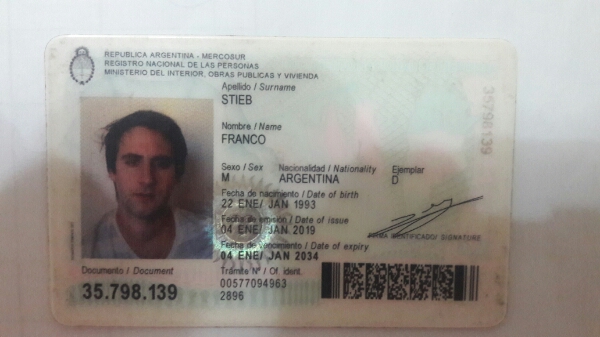 REPUBLICA ARGENTINA - MERCOSUR
REGISTRO NACIONAL DE LAS PERSONAS
MINISTERIO DEL INTERIOR, OBRAS PUBLICAS Y VIVIENDA
Apellido / Surname
STIEB
Nombre / Name
FRANCO
Sexo / Sex Nacionalidad / Nationality Ejemplar
M ARGENTINA D
Fecha de nacimiento / Date of birth
22 ENE/ JAN 1993
Fecha de emisión / Date of issue
04 ENE/ JAN 2019
FIRMA IDENTIFICADO/ SIGNATURE
Fecha de vencimiento / Date of expiry
04 ENE/ JAN 2034
Documento / Document
35.798.139
Trámite Nº / Of. ident.
00577094963
2896
35798139